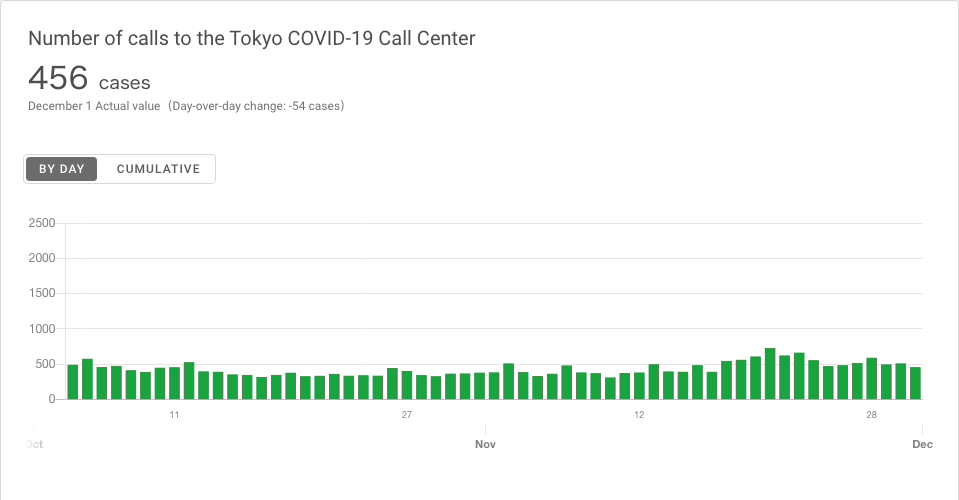 Number of calls to the Tokyo COVID-19 Call Center
456 cases
December 1 Actual value (Day-over-day change: -54 cases)
BY DAY CUMULATIVE
2500
2000
1500
1000
500
0
11 27 12 28
Oct Nov Dec